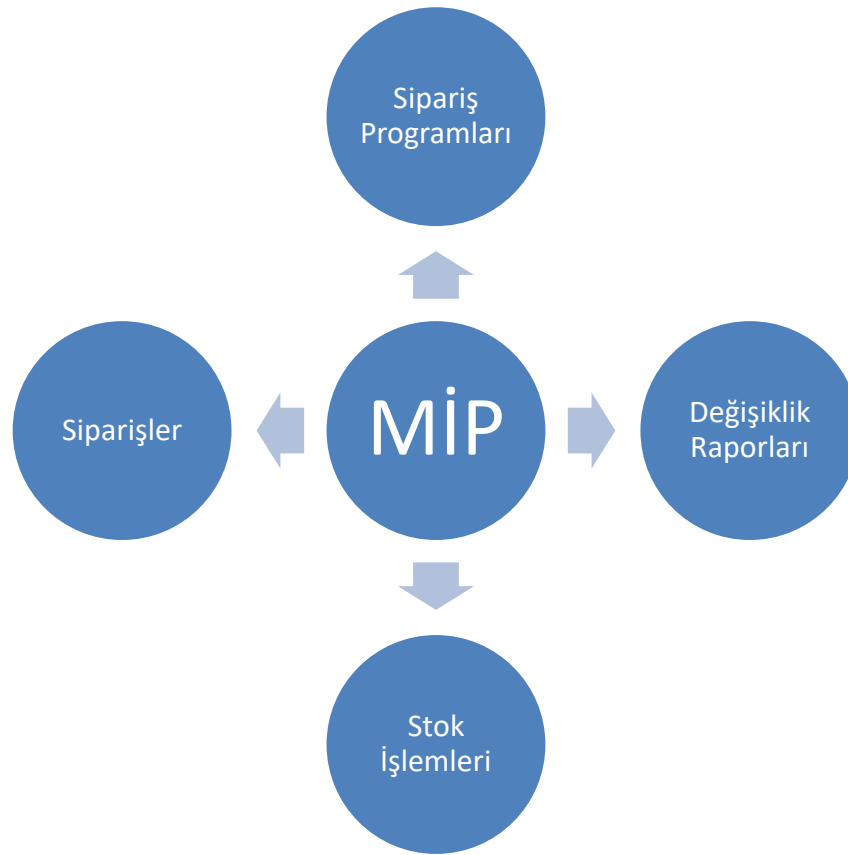 Sipariş
Programları
Siparişler
MİP
Değişiklik
Raporları
Stok
İşlemleri